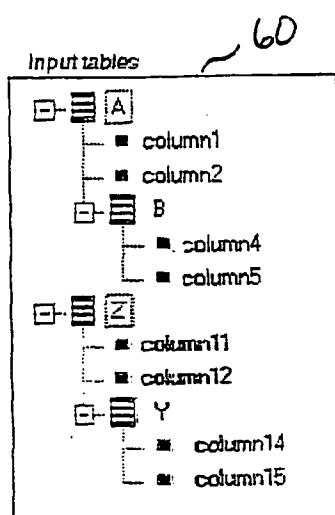 60
Input tables
A
column1
column2
B
column4
column5
Z
column11
column12
Y
column14
column15